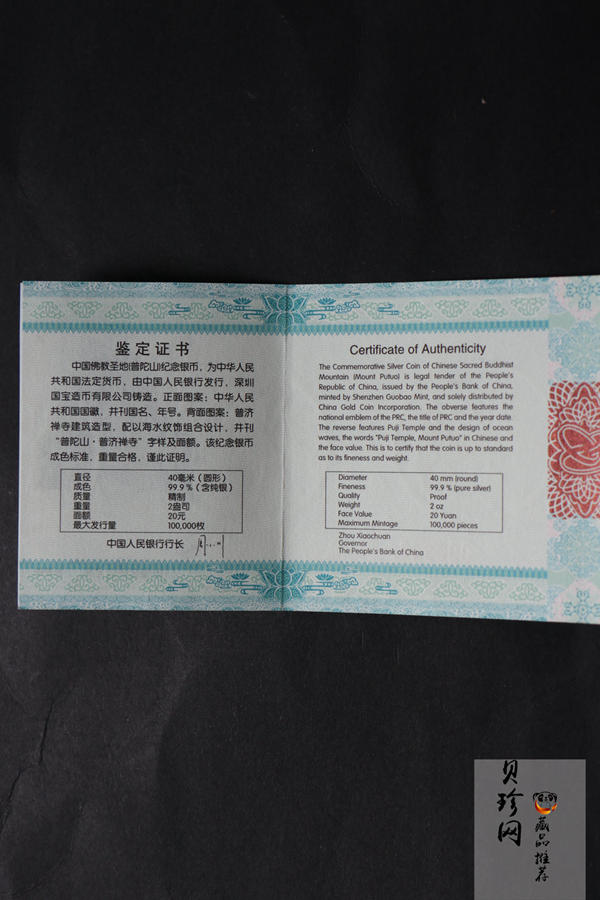 鉴定证书
中国佛教圣地(普陀山)纪念银币，为中华人民
共和国法定货币，由中国人民银行发行，深圳
国宝造币有限公司铸造。正面图案：中华人民
共和国国徽，并刊国名、年号。背面图案：普济
禅寺建筑造型，配以海水纹饰组合设计，并刊
“普陀山·普济禅寺”字样及面额。该纪念银币
成色标准，重量合格，谨此证明。
直径 40毫米（圆形）
成色 99.9％（含纯银）
质量 精制
重量 2盎司
面额 20元
最大发行量 100,000枚
中国人民银行行长
Certificate of Authenticity
The Commemorative Silver Coin of Chinese Sacred Buddhist
Mountain (Mount Putuo) is legal tender of the People's
Republic of China, issued by the People's Bank of China,
minted by Shenzhen Guobao Mint, and solely distributed by
China Gold Coin Incorporation. The obverse features the
national emblem of the PRC, the title of PRC and the year date.
The reverse features Puji Temple and the design of ocean
waves, the words "Puji Temple, Mount Putuo" in Chinese and
the face value. This is to certify that the coin is up to standard
as to its fineness and weight.
Diameter 40 mm (round)
Fineness 99.9 % (pure silver)
Quality Proof
Weight 2 oz
Face Value 20 Yuan
Maximum Mintage 100,000 pieces
Zhou Xiaochuan
Governor
The People's Bank of China
贝珍网
藏品推荐